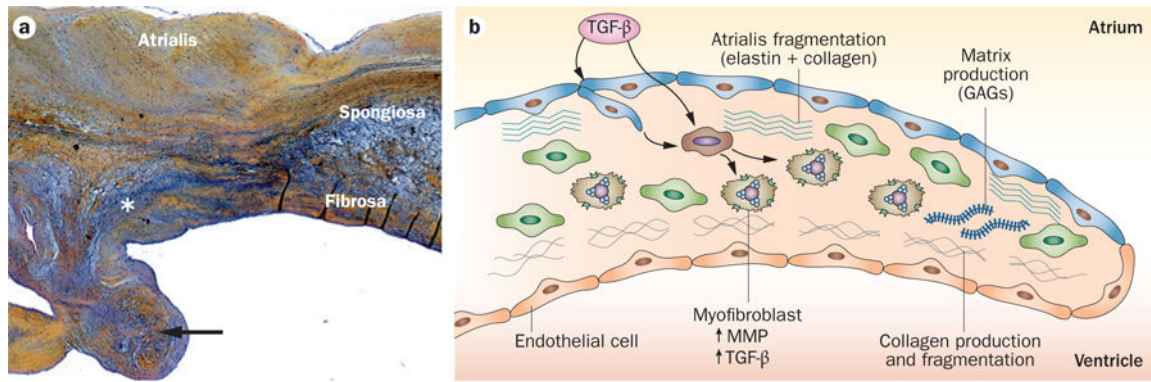 a
Atrialis
Spongiosa
Fibrosa
*
b
TGF-β
Atrialis fragmentation
(elastin + collagen)
Atrium
Matrix
production
(GAGs)
Endothelial cell
Myofibroblast
↑ MMP
↑ TGF-β
Collagen production
and fragmentation
Ventricle